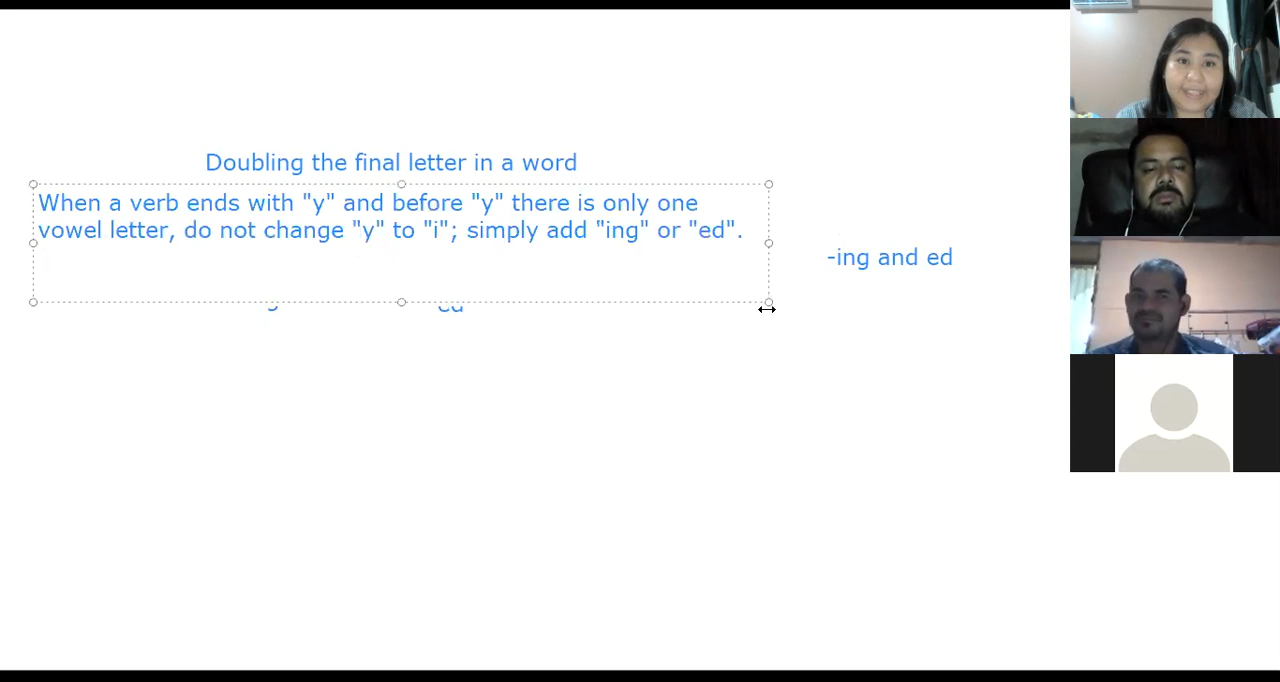 Doubling the final letter in a word
When a verb ends with "y" and before "y" there is only one
vowel letter, do not change "y" to "i"; simply add "ing" or "ed".
-ing and ed
ed